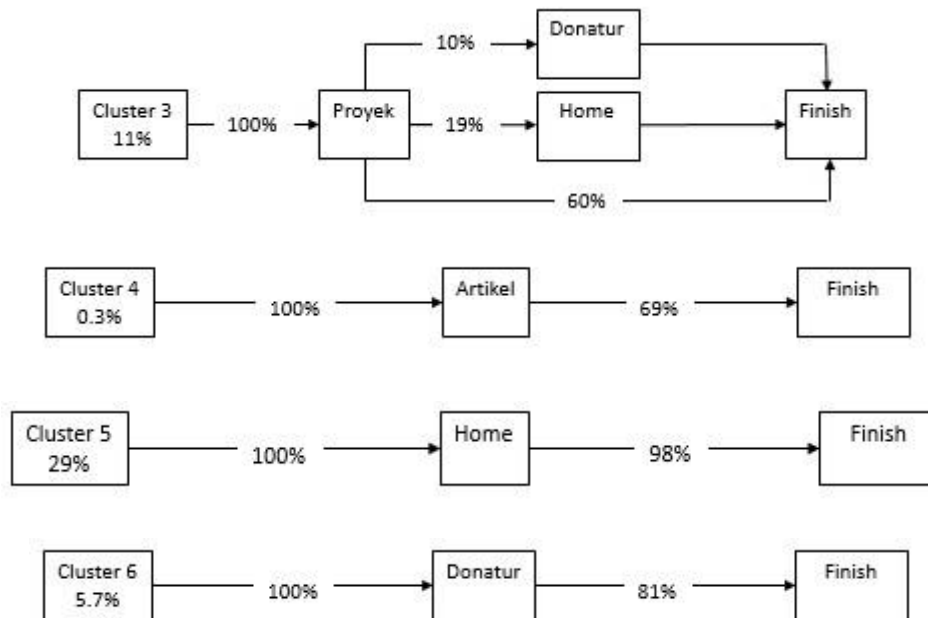 Donatur
10%
Cluster 3
11%
100%
Proyek
19%
Home
Finish
60%
Cluster 4
0.3%
100%
Artikel
69%
Finish
Cluster 5
29%
100%
Home
98%
Finish
Cluster 6
5.7%
100%
Donatur
81%
Finish